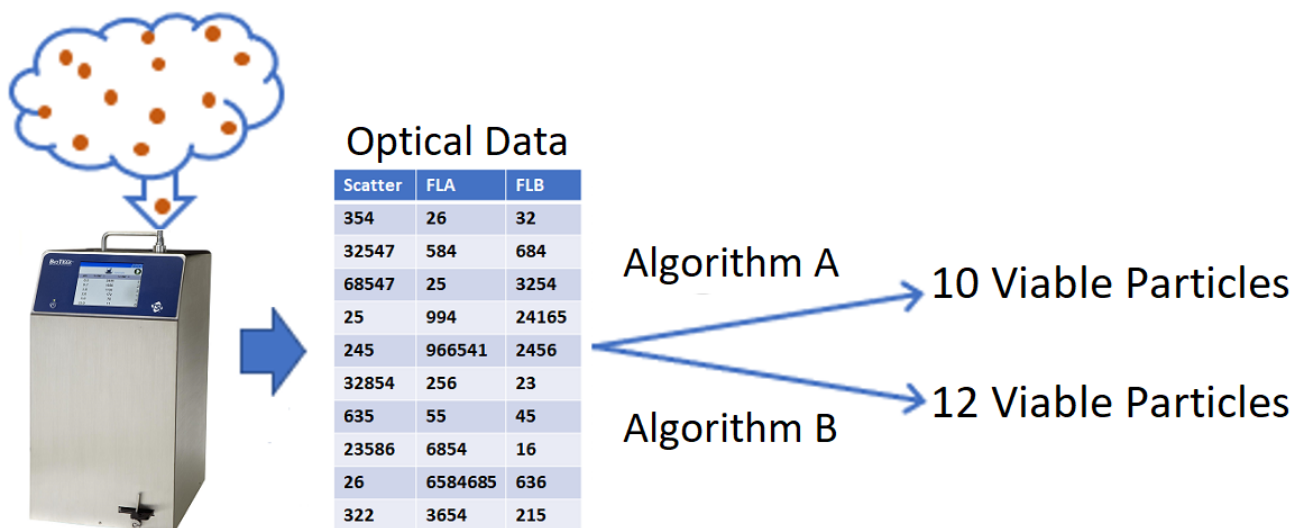 Optical Data
Scatter FLA FLB
354 26 32
32547 584 684
68547 25 3254
25 994 24165
245 966541 2456
32854 256 23
635 55 45
23586 6854 16
26 6584685 636
322 3654 215
Algorithm A
10 Viable Particles
12 Viable Particles
Algorithm B